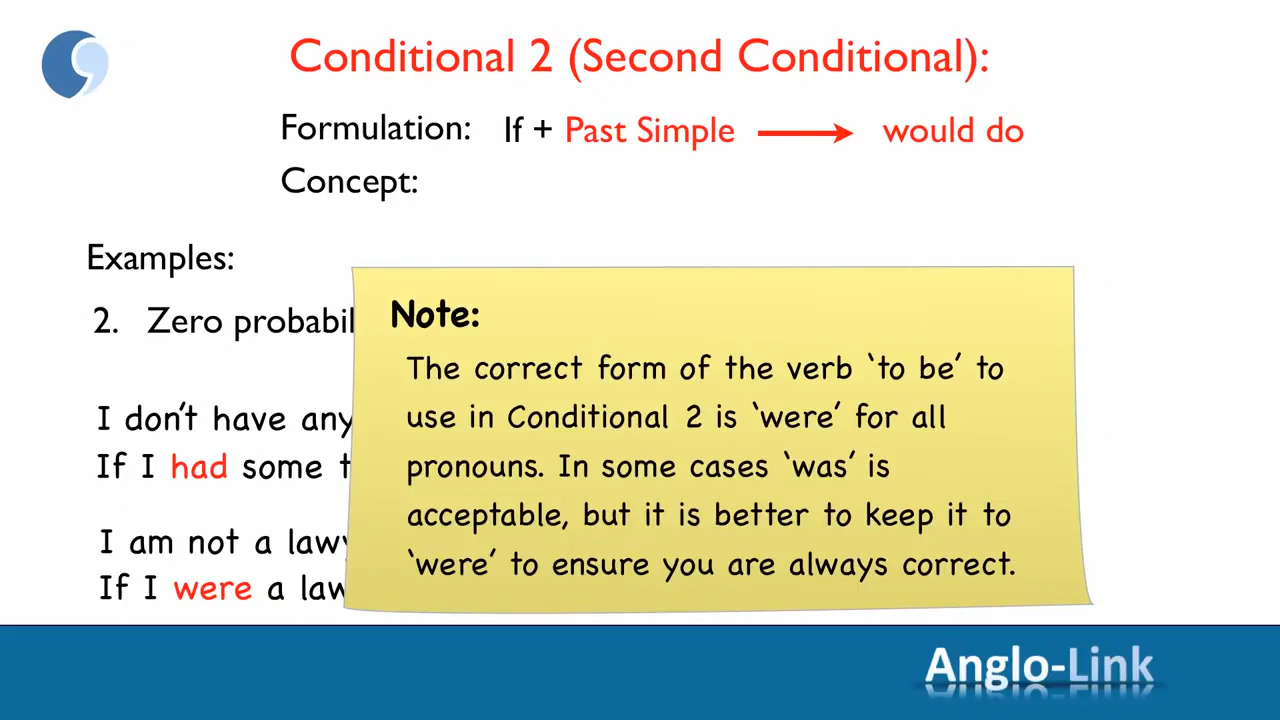 Conditional 2 (Second Conditional):
Formulation: If + Past Simple would do
Concept:
Examples:
2. Zero
Note:
The correct form of the verb ‘to be’ to
use in Conditional 2 is ‘were’ for all
pronouns. In some cases ‘was’ is
acceptable, but it is better to keep it to
‘were’ to ensure you are always correct.
I don’t have any
If I had some
I am not a
If I were a
Anglo-Link